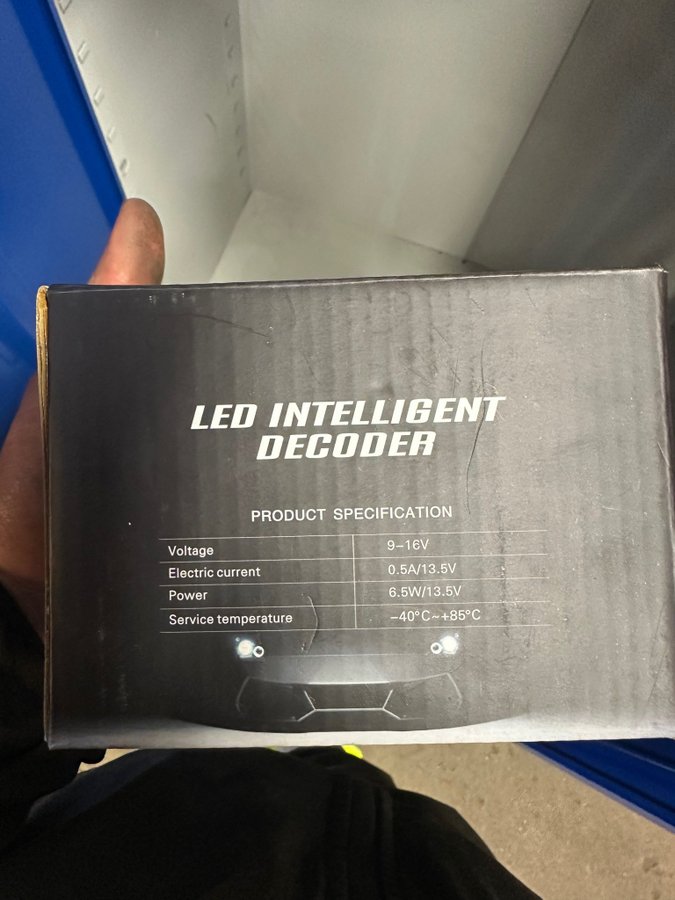 LED INTELLIGENT
DECODER
PRODUCT SPECIFICATION
Voltage 9–16V
Electric current 0.5A/13.5V
Power 6.5W/13.5V
Service temperature –40°C~+85°C